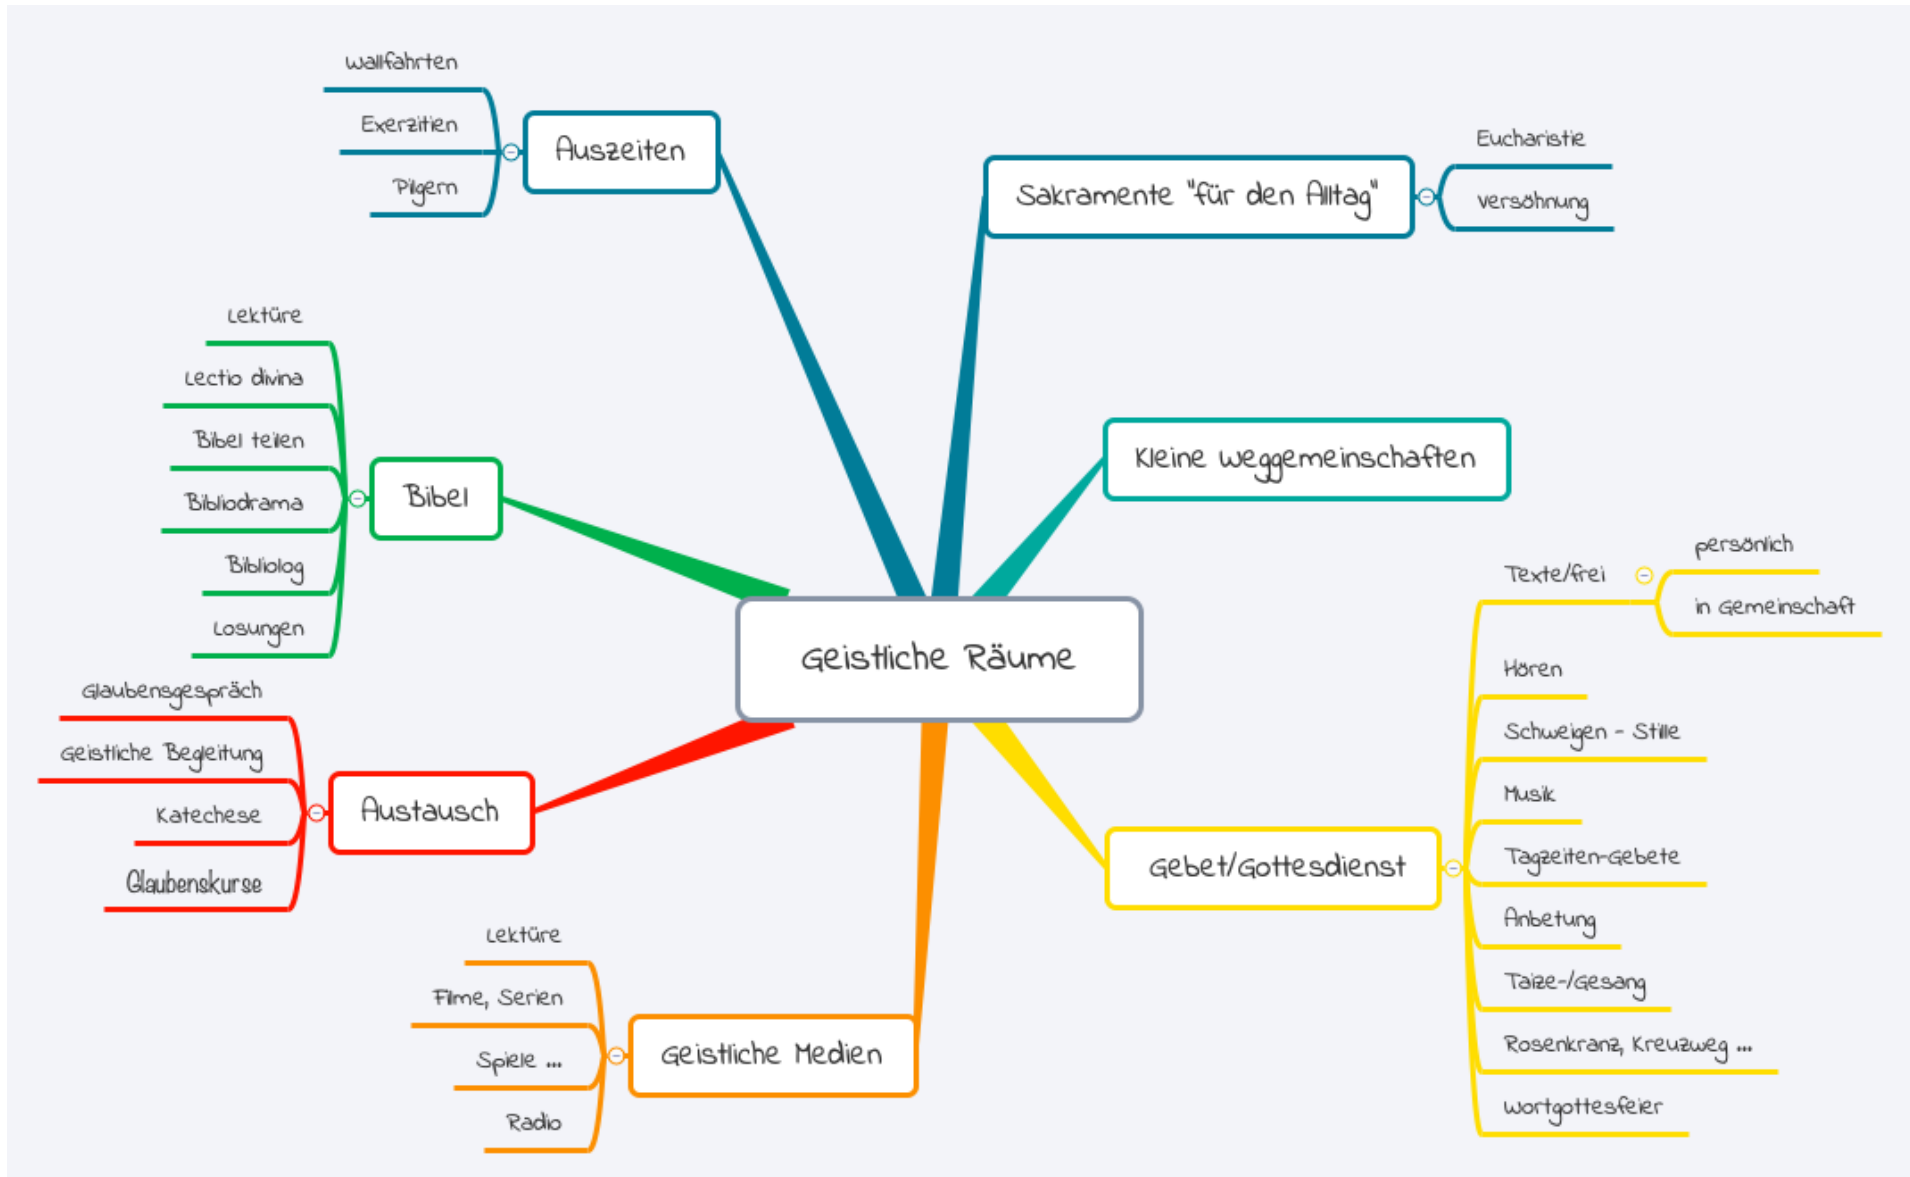 Geistliche Räume
Sakramente "für den Alltag"
Eucharistie
Versöhnung
Kleine Weggemeinschaften
Gebet/Gottesdienst
Texte/frei
persönlich
in Gemeinschaft
Hören
Schweigen - Stille
Musik
Tagzeiten-Gebete
Anbetung
Taize-/Gesang
Rosenkranz, Kreuzweg ...
Wortgottesfeier
Geistliche Medien
Lektüre
Filme, Serien
Spiele ...
Radio
Austausch
Glaubensgespräch
Geistliche Begleitung
Katechese
Glaubenskurse
Bibel
Lektüre
Lectio divina
Bibel teilen
Bibliodrama
Bibliolog
Losungen
Auszeiten
Wallfahrten
Exerzitien
Pilgern